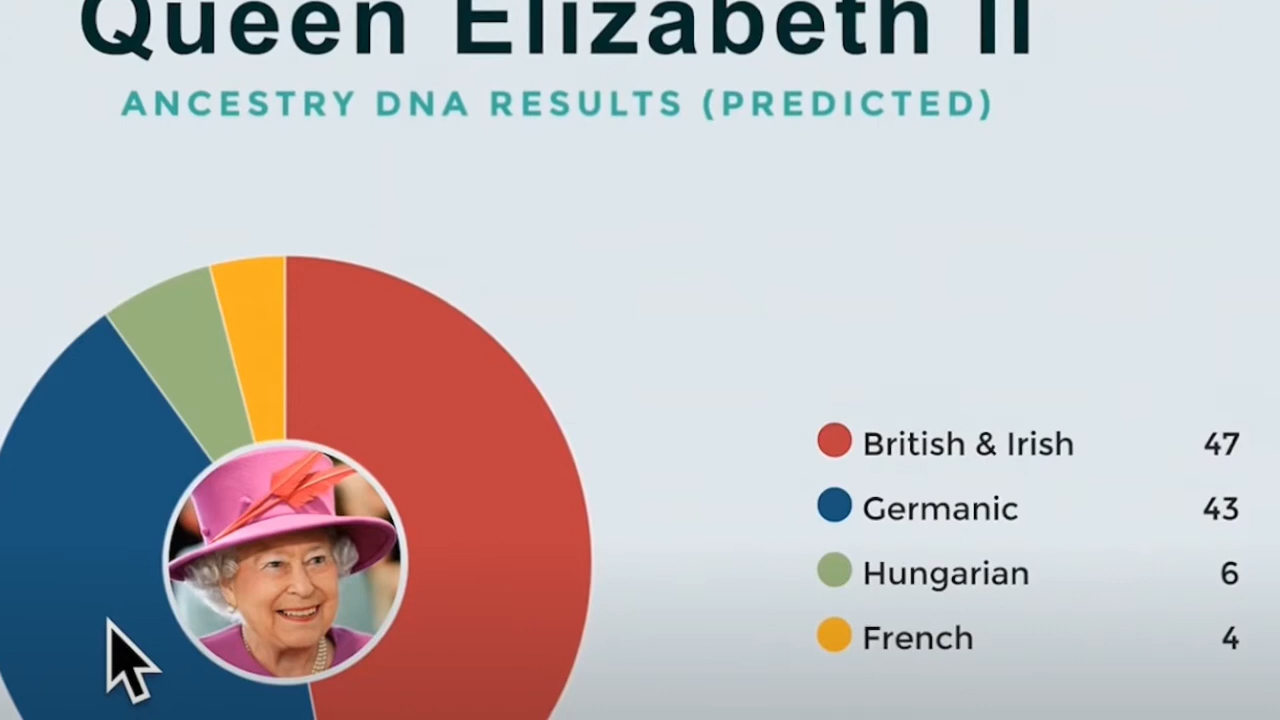 Queen Elizabeth II
ANCESTRY DNA RESULTS (PREDICTED)
British & Irish 47
Germanic 43
Hungarian 6
French 4